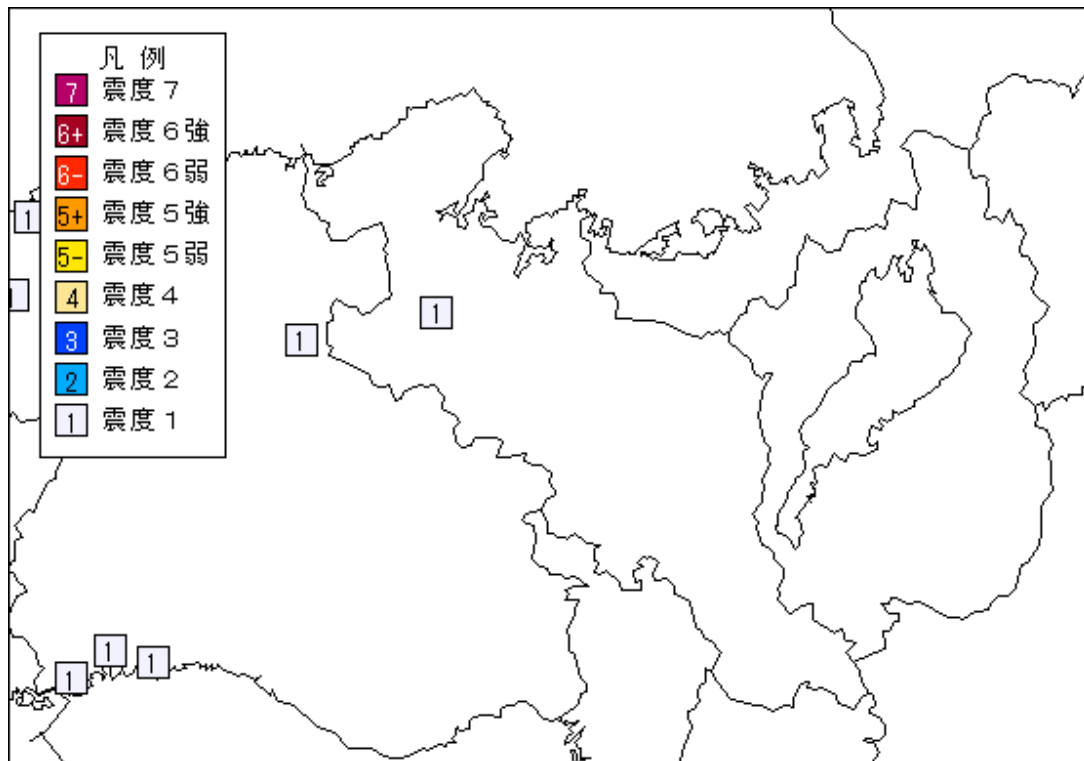 凡例
7 震度７
6+ 震度６強
6- 震度６弱
5+ 震度５強
5- 震度５弱
4 震度４
3 震度３
2 震度２
1 震度１
1
1
1
1
1
1
1